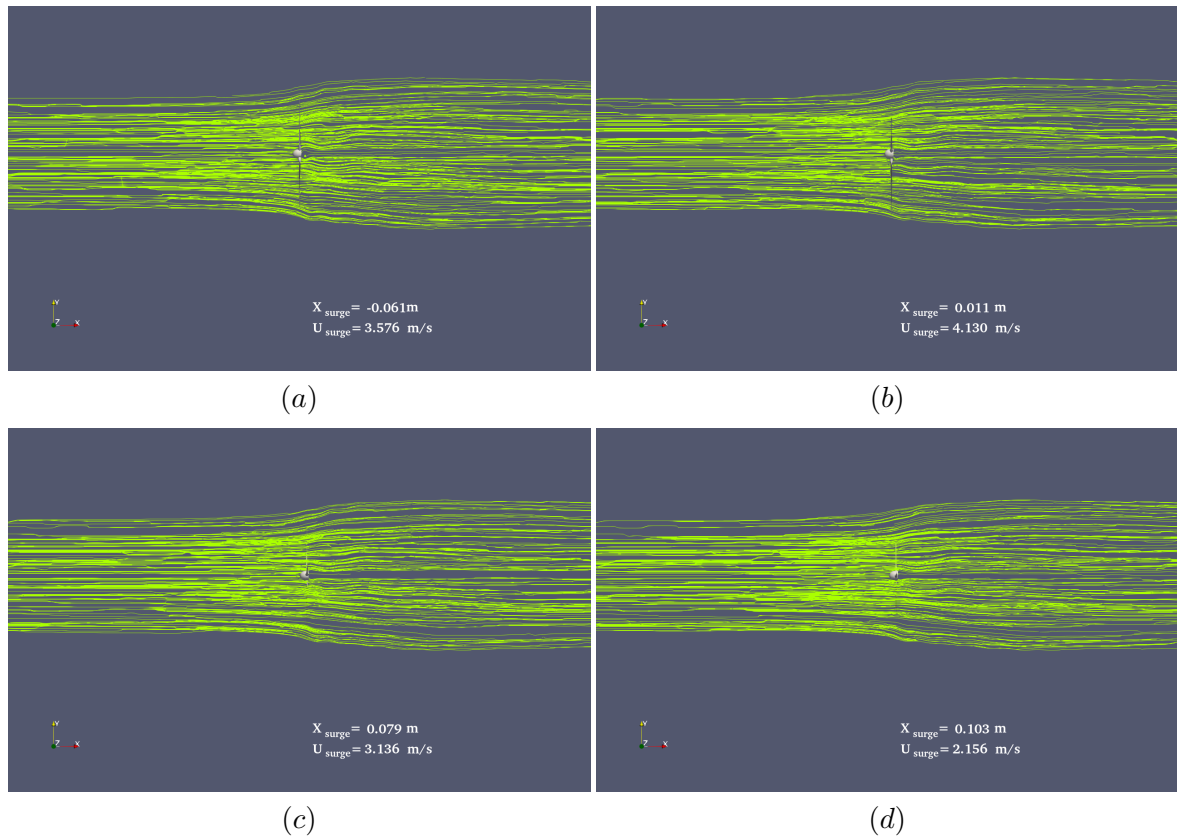 Y
Z X
X surge = -0.061m
U surge = 3.576 m/s
(a)
Y
Z X
X surge = 0.011 m
U surge = 4.130 m/s
(b)
Y
Z X
X surge = 0.079 m
U surge = 3.136 m/s
(c)
Y
Z X
X surge = 0.103 m
U surge = 2.156 m/s
(d)